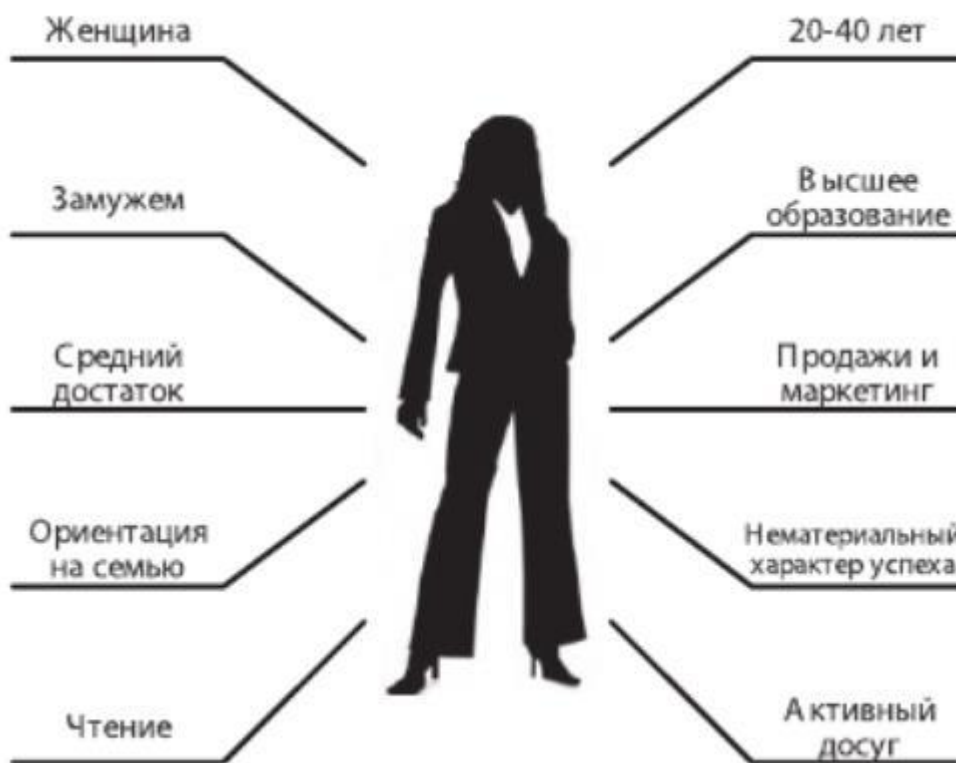 Женщина
20-40 лет
Замужем
Высшее
образование
Средний
достаток
Продажи и
маркетинг
Ориентация
на семью
Нематериальный
характер успеха
Чтение
Активный
досуг